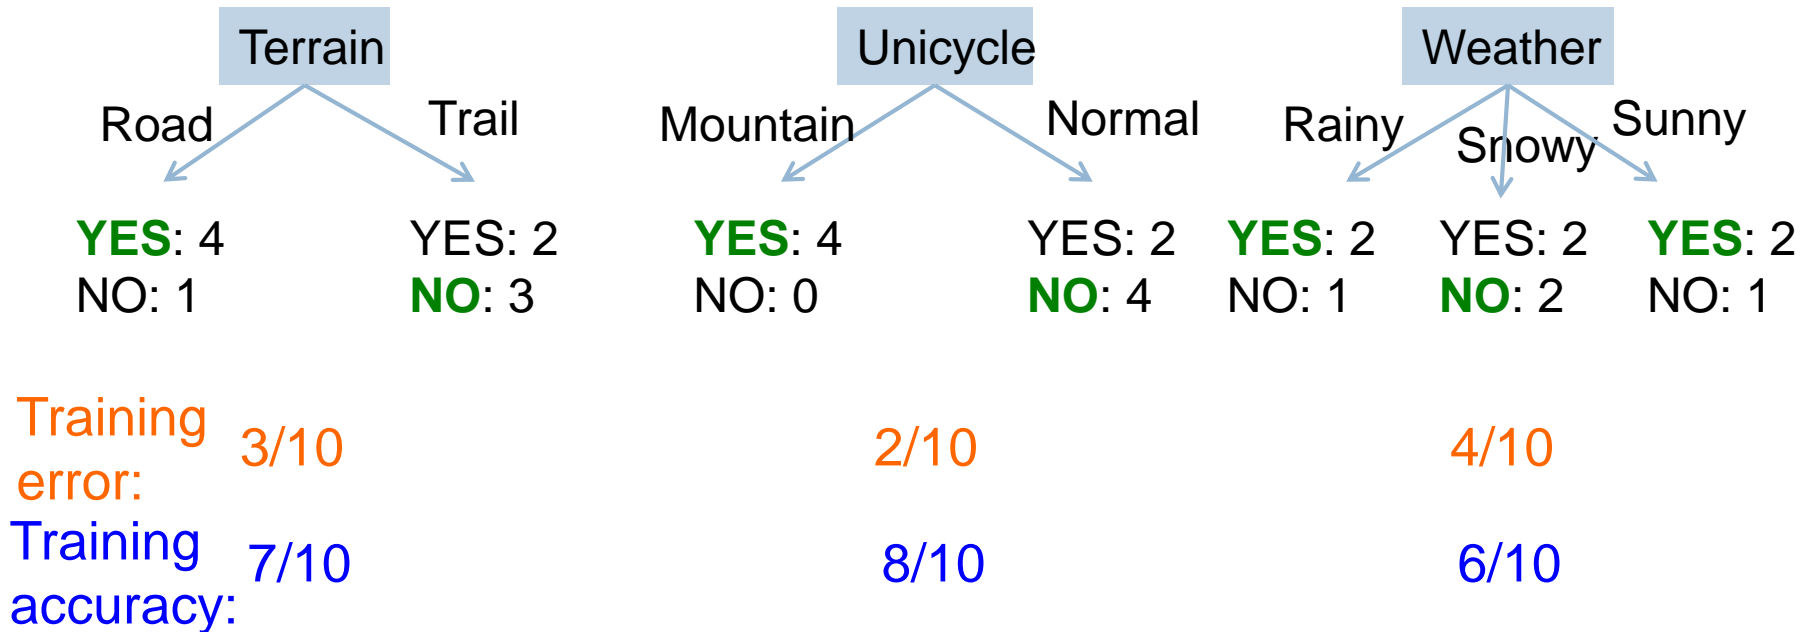 Terrain
Unicycle
Weather
Road
Trail
Mountain
Normal
Rainy
Snowy
Sunny
YES: 4
NO: 1
YES: 2
NO: 3
YES: 4
NO: 0
YES: 2
NO: 4
YES: 2
NO: 1
YES: 2
NO: 2
YES: 2
NO: 1
Training
error:
3/10
2/10
4/10
Training
accuracy:
7/10
8/10
6/10